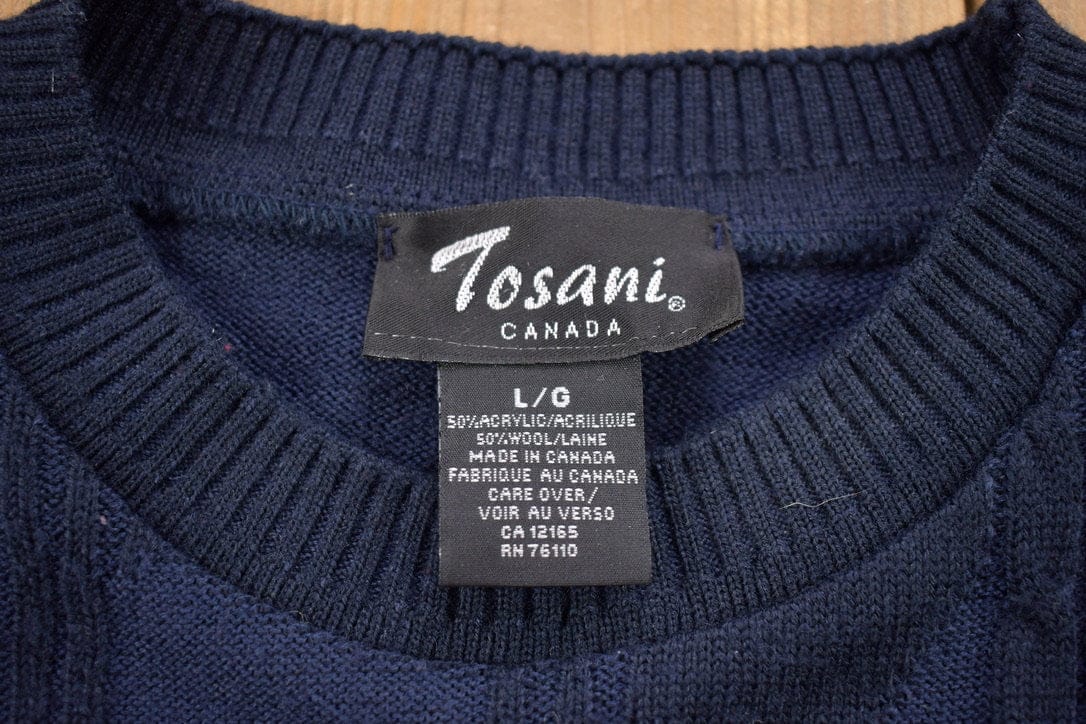 Tosani®
CANADA
L/G
50%ACRYLIC/ACRILIQUE
50%WOOL/LAINE
MADE IN CANADA
FABRIQUE AU CANADA
CARE OVER/
VOIR AU VERSO
CA 12165
RN 76110